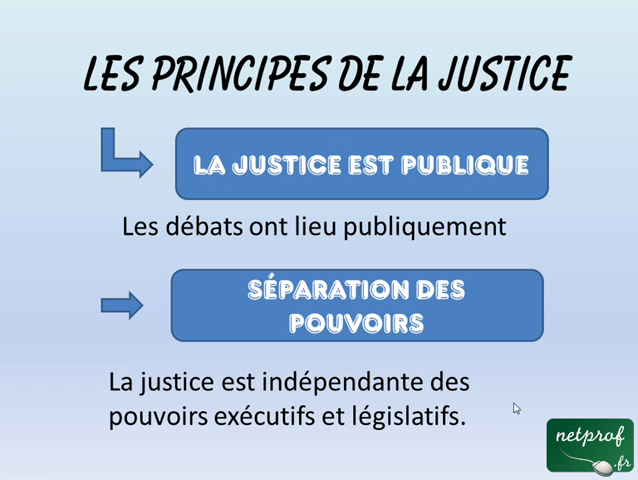 LES PRINCIPES DE LA JUSTICE
LA JUSTICE EST PUBLIQUE
Les débats ont lieu publiquement
SÉPARATION DES
POUVOIRS
La justice est indépendante des
pouvoirs exécutifs et législatifs.
netprof
.fr